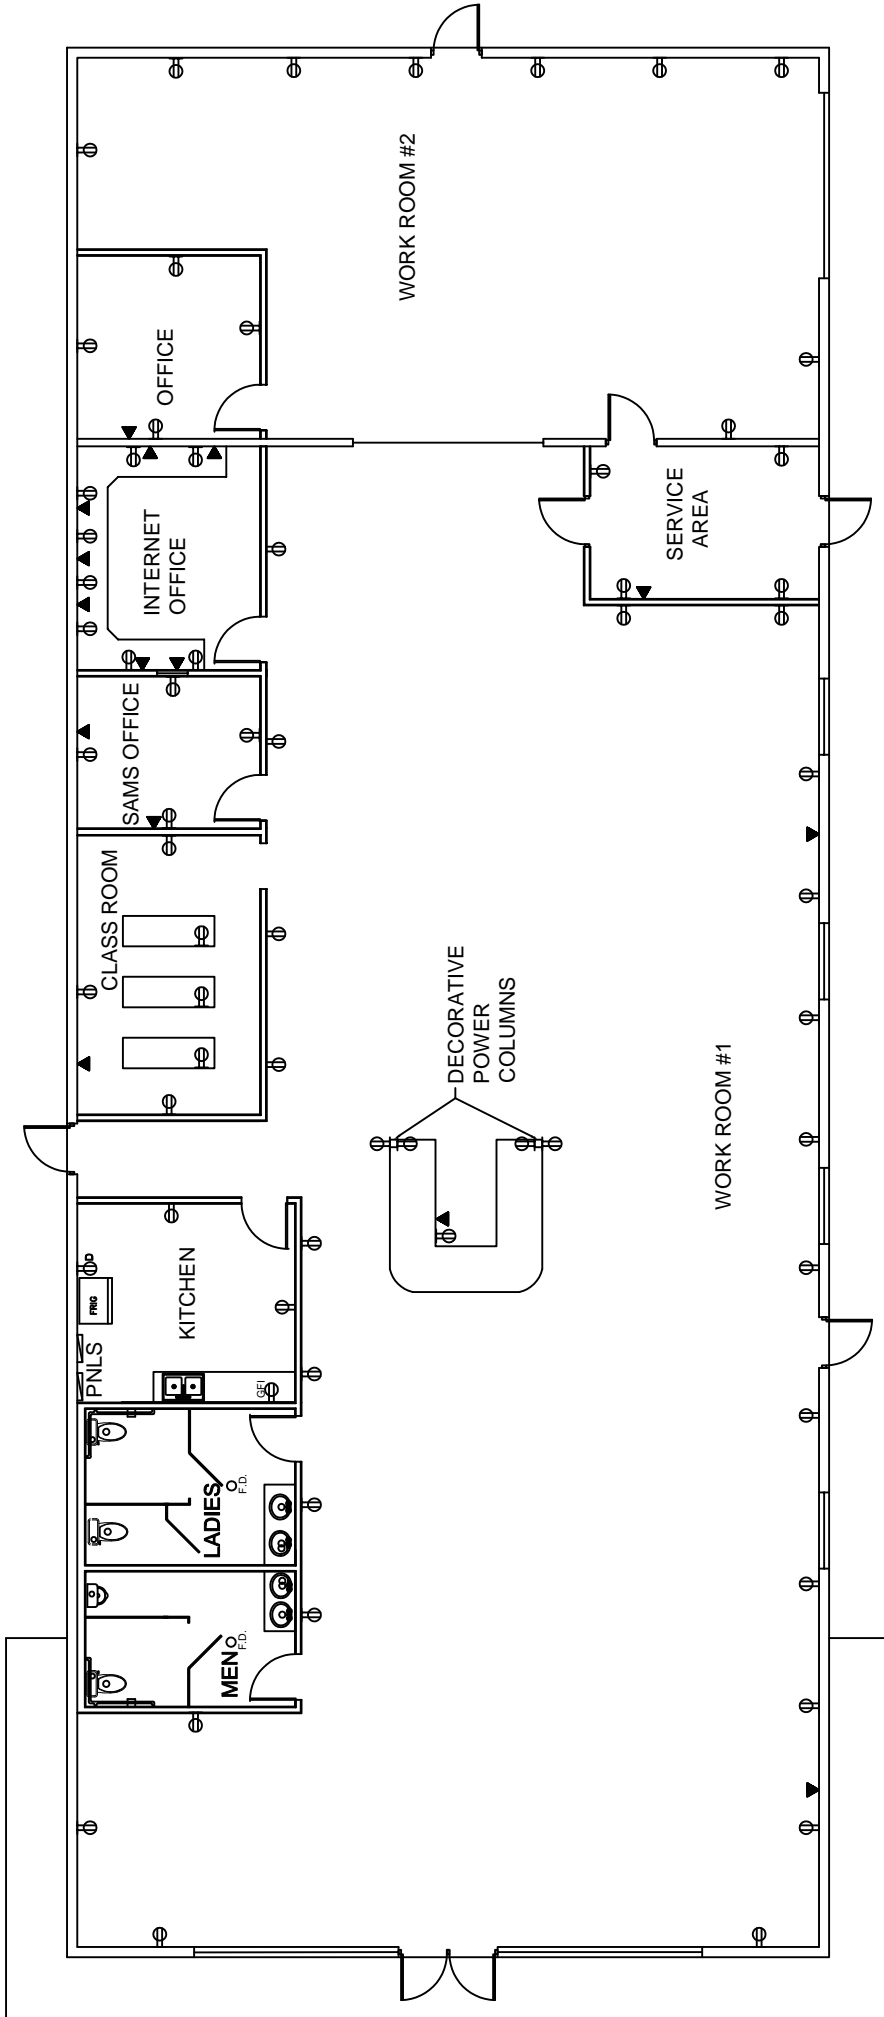 WORK ROOM #2
OFFICE
INTERNET
OFFICE
SERVICE
AREA
SAMS OFFICE
CLASS ROOM
DECORATIVE
POWER
COLUMNS
WORK ROOM #1
KITCHEN
D
FRIG
PNLS
GFI
LADIES
F.D.
MEN
F.D.